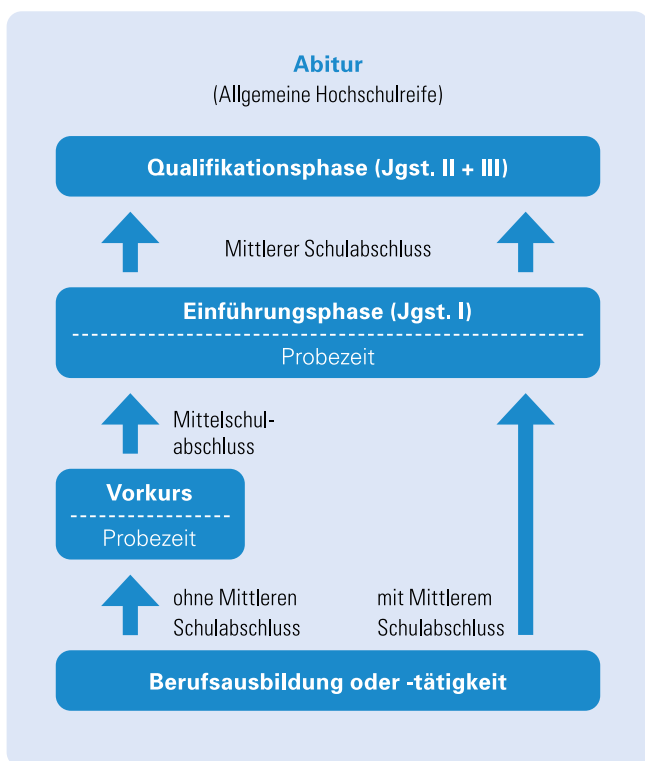 Abitur
(Allgemeine Hochschulreife)
Qualifikationsphase (Jgst. II + III)
Mittlerer Schulabschluss
Einführungsphase (Jgst. I)
Probezeit
Mittelschul-
abschluss
Vorkurs
Probezeit
ohne Mittleren
Schulabschluss
mit Mittlerem
Schulabschluss
Berufsausbildung oder -tätigkeit